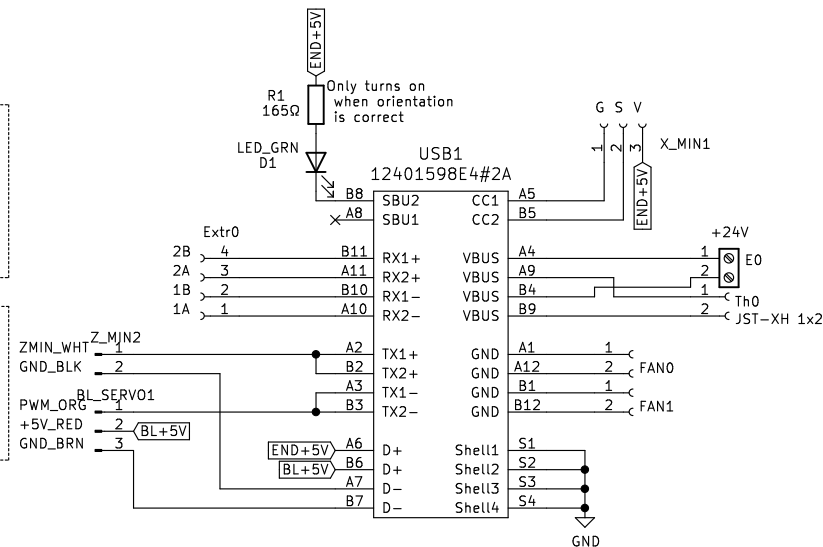 END+5V
R1
165Ω
Only turns on
when orientation
is correct
LED_GRN
D1
USB1
12401598E4#2A
G S V
1 2 3
X_MIN1
END+5V
B8 SBU2
A8 SBU1
CC1 A5
CC2 B5
Extr0
2B 4 B11 RX1+
2A 3 A11 RX2+
1B 2 B10 RX1-
1A 1 A10 RX2-
+24V
VBUS A4 1
VBUS A9 2
E0
VBUS B4 1
VBUS B9 2
Th0
JST-XH 1x2
Z_MIN2
ZMIN_WHT 1 A2 TX1+
GND_BLK 2 B2 TX2+
BL_SERVO1
A3 TX1-
PWM_ORG 1 B3 TX2-
+5V_RED 2 BL+5V
GND_BRN 3
GND A1 1
GND A12 2
FAN0
GND B1 1
GND B12 2
FAN1
END+5V A6 D+
BL+5V B6 D+
A7 D-
B7 D-
Shell1 S1
Shell2 S2
Shell3 S3
Shell4 S4
GND